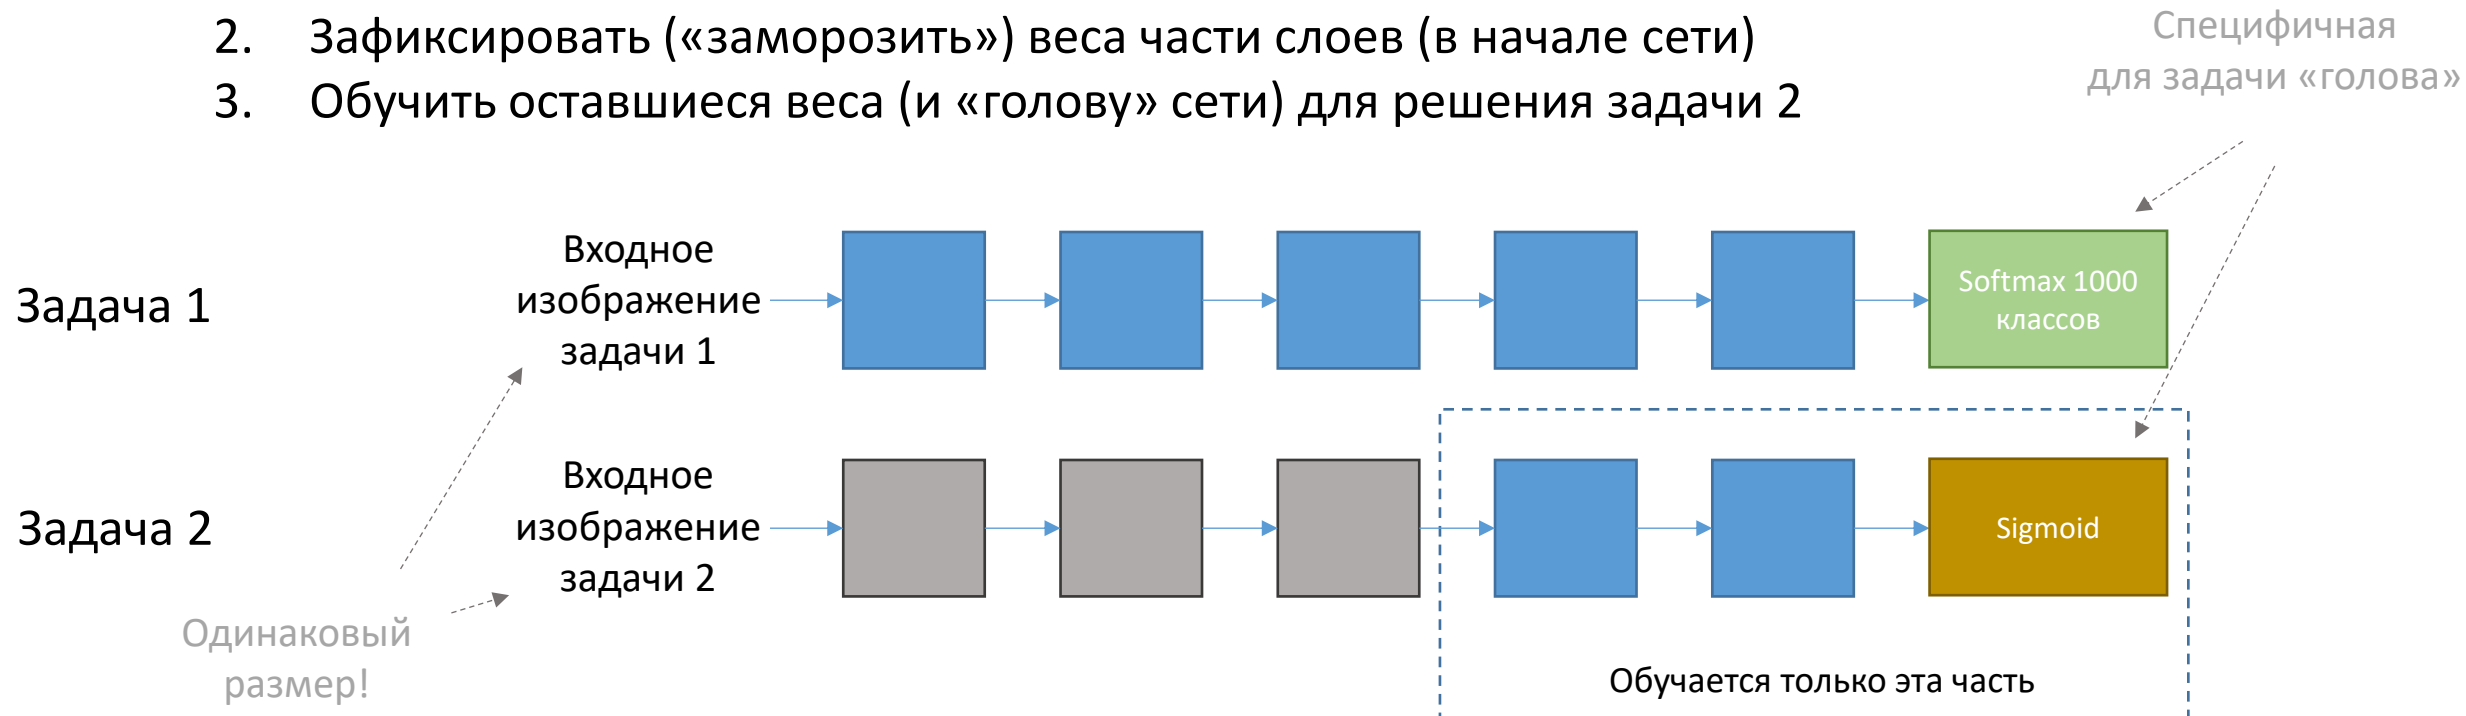 2. Зафиксировать («заморозить») веса части слоев (в начале сети)
3. Обучить оставшиеся веса (и «голову» сети) для решения задачи 2
Специфичная
для задачи «голова»
Задача 1
Входное
изображение
задачи 1
Softmax 1000
классов
Задача 2
Входное
изображение
задачи 2
Sigmoid
Одинаковый
размер!
Обучается только эта часть